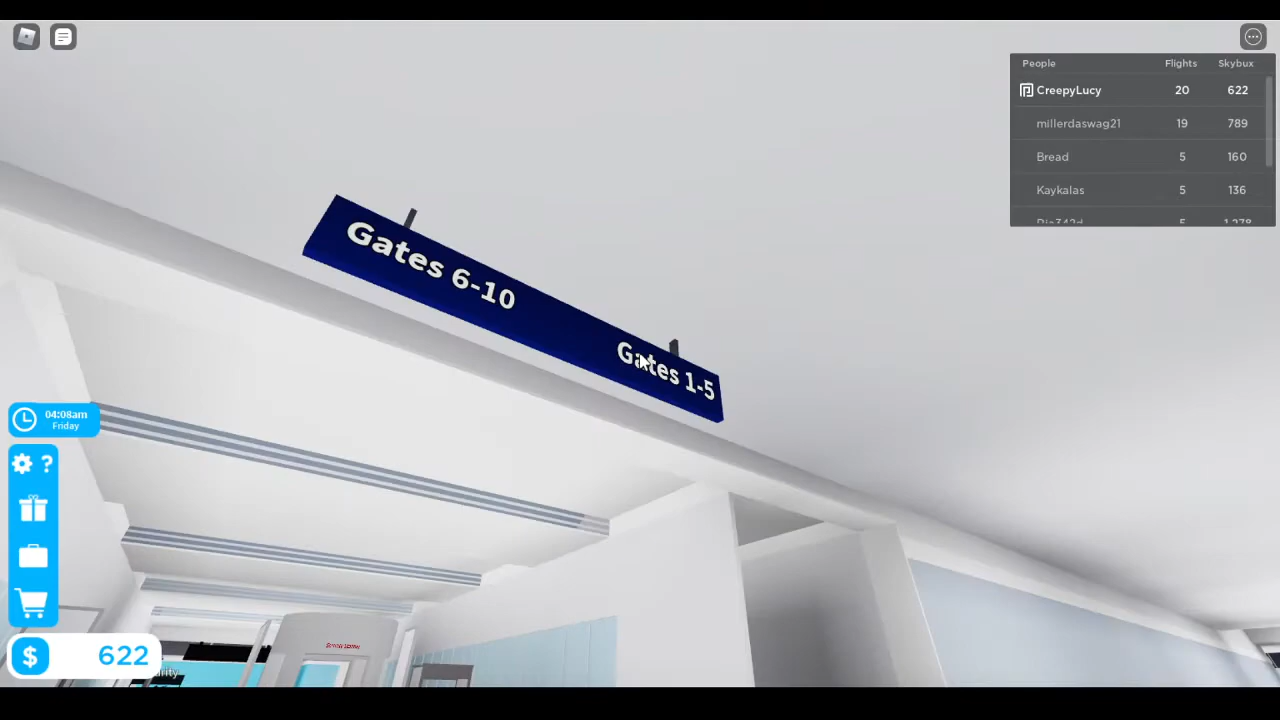 People Flights Skybux
CreepyLucy 20 622
millerdaswag21 19 789
Bread 5 160
Kaykalas 5 136
Gates 6-10
Gates 1-5
04:08am
Friday
?
$ 622